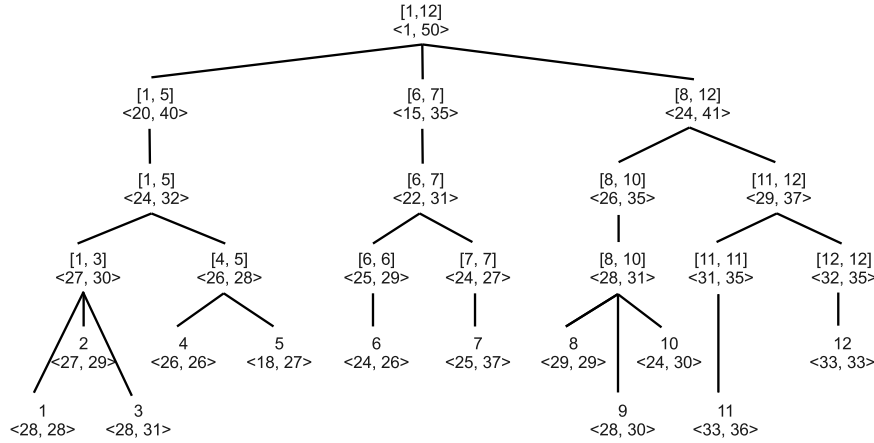 [1,12]
<1, 50>
[1, 5] [6, 7] [8, 12]
<20, 40> <15, 35> <24, 41>
[1, 5] [6, 7] [8, 10] [11, 12]
<24, 32> <22, 31> <26, 35> <29, 37>
[1, 3] [4, 5] [6, 6] [7, 7] [8, 10] [11, 11] [12, 12]
<27, 30> <26, 28> <25, 29> <24, 27> <28, 31> <31, 35> <32, 35>
2 4 5 6 7 8 10 12
<27, 29> <26, 26> <18, 27> <24, 26> <25, 37> <29, 29> <24, 30> <33, 33>
1 3 9 11
<28, 28> <28, 31> <28, 30> <33, 36>